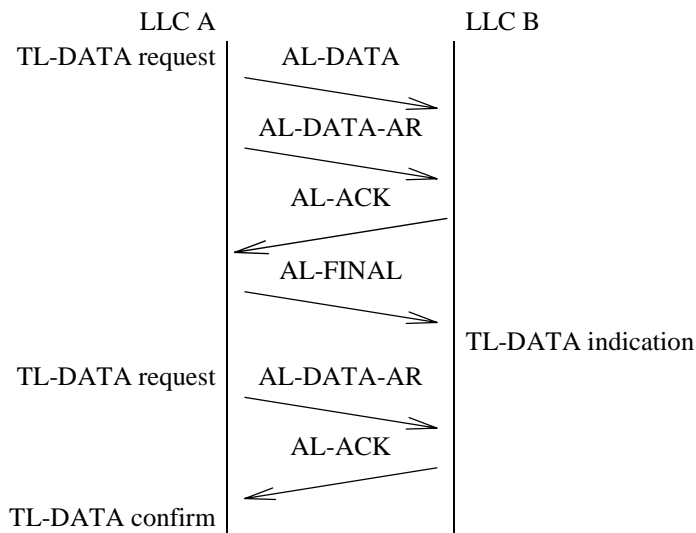 LLC A LLC B
TL-DATA request AL-DATA
AL-DATA-AR
AL-ACK
AL-FINAL
TL-DATA indication
TL-DATA request AL-DATA-AR
AL-ACK
TL-DATA confirm